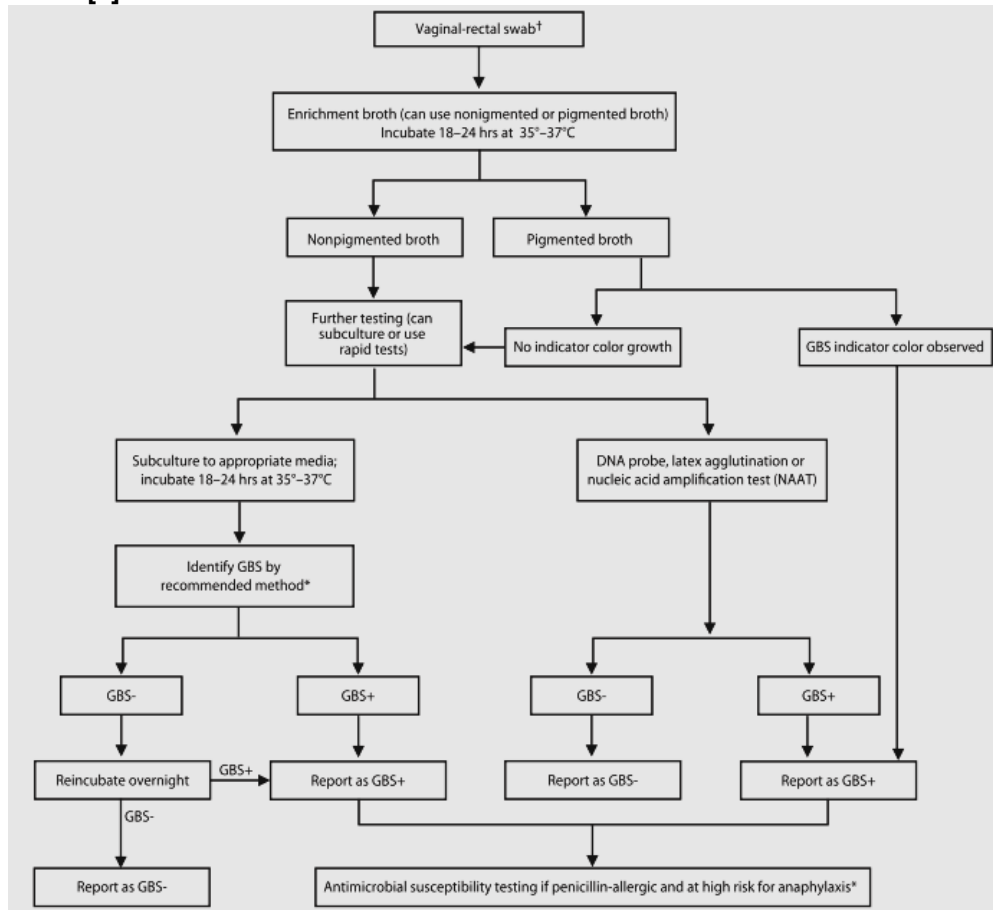 [ ]
Vaginal-rectal swab†
Enrichment broth (can use nonigmented or pigmented broth)
Incubate 18–24 hrs at 35°–37°C
Nonpigmented broth
Pigmented broth
Further testing (can
subculture or use
rapid tests)
No indicator color growth
GBS indicator color observed
Subculture to appropriate media;
incubate 18–24 hrs at 35°–37°C
DNA probe, latex agglutination or
nucleic acid amplification test (NAAT)
Identify GBS by
recommended method*
GBS-
GBS+
GBS-
GBS+
Reincubate overnight
GBS+
Report as GBS+
Report as GBS-
Report as GBS+
GBS-
Report as GBS-
Antimicrobial susceptibility testing if penicillin-allergic and at high risk for anaphylaxis*